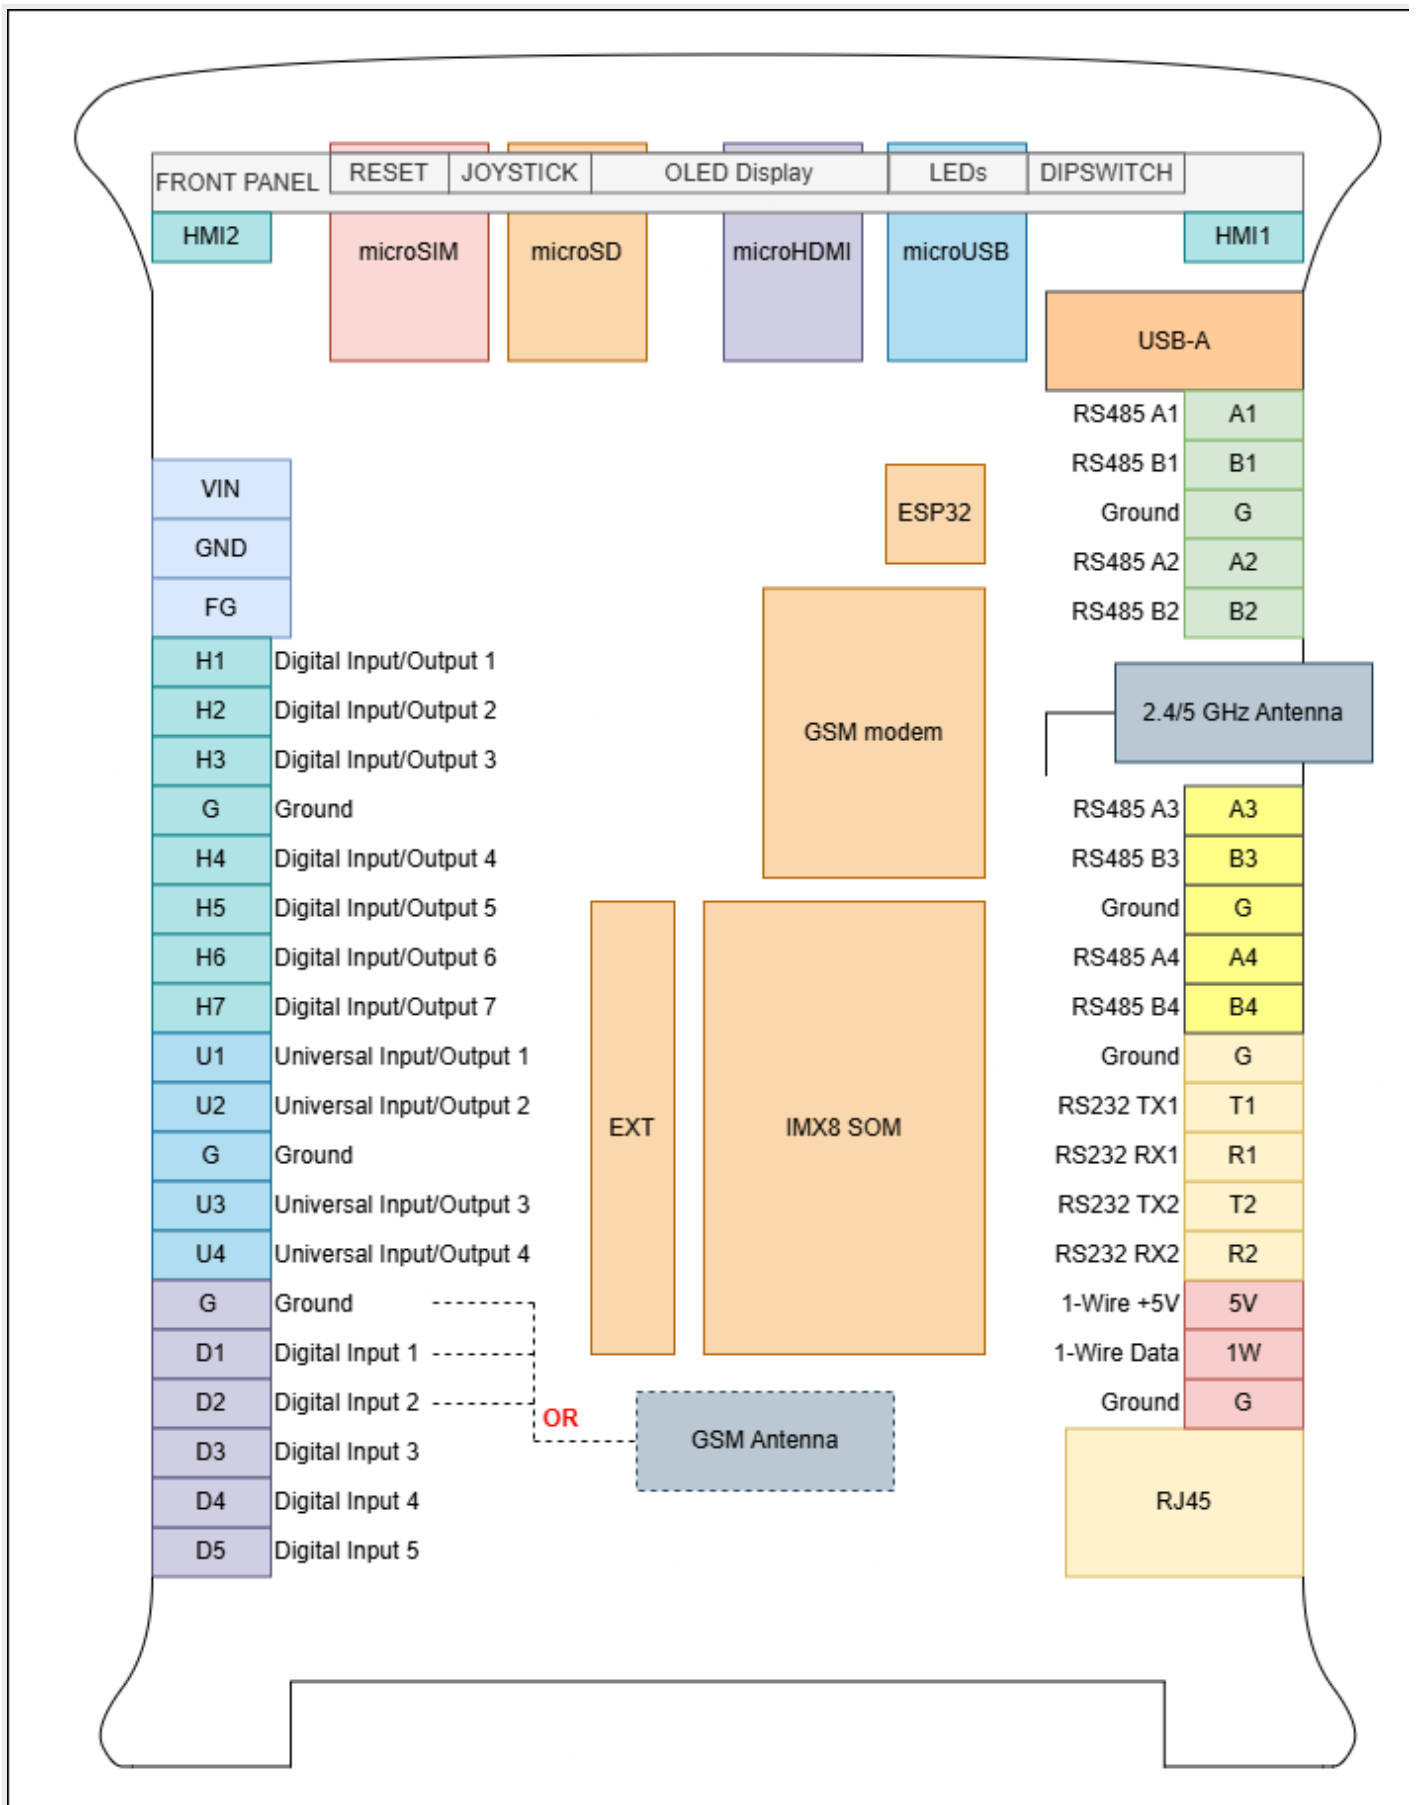 FRONT PANEL
RESET
JOYSTICK
OLED Display
LEDs
DIPSWITCH
HMI2
microSIM
microSD
microHDMI
microUSB
HMI1
USB-A
RS485 A1 A1
RS485 B1 B1
Ground G
RS485 A2 A2
RS485 B2 B2
VIN
GND
FG
ESP32
GSM modem
2.4/5 GHz Antenna
H1 Digital Input/Output 1
H2 Digital Input/Output 2
H3 Digital Input/Output 3
G Ground
H4 Digital Input/Output 4
H5 Digital Input/Output 5
H6 Digital Input/Output 6
H7 Digital Input/Output 7
U1 Universal Input/Output 1
U2 Universal Input/Output 2
G Ground
U3 Universal Input/Output 3
U4 Universal Input/Output 4
G Ground
D1 Digital Input 1
D2 Digital Input 2
D3 Digital Input 3
D4 Digital Input 4
D5 Digital Input 5
OR
GSM Antenna
EXT
IMX8 SOM
RS485 A3 A3
RS485 B3 B3
Ground G
RS485 A4 A4
RS485 B4 B4
Ground G
RS232 TX1 T1
RS232 RX1 R1
RS232 TX2 T2
RS232 RX2 R2
1-Wire +5V 5V
1-Wire Data 1W
Ground G
RJ45